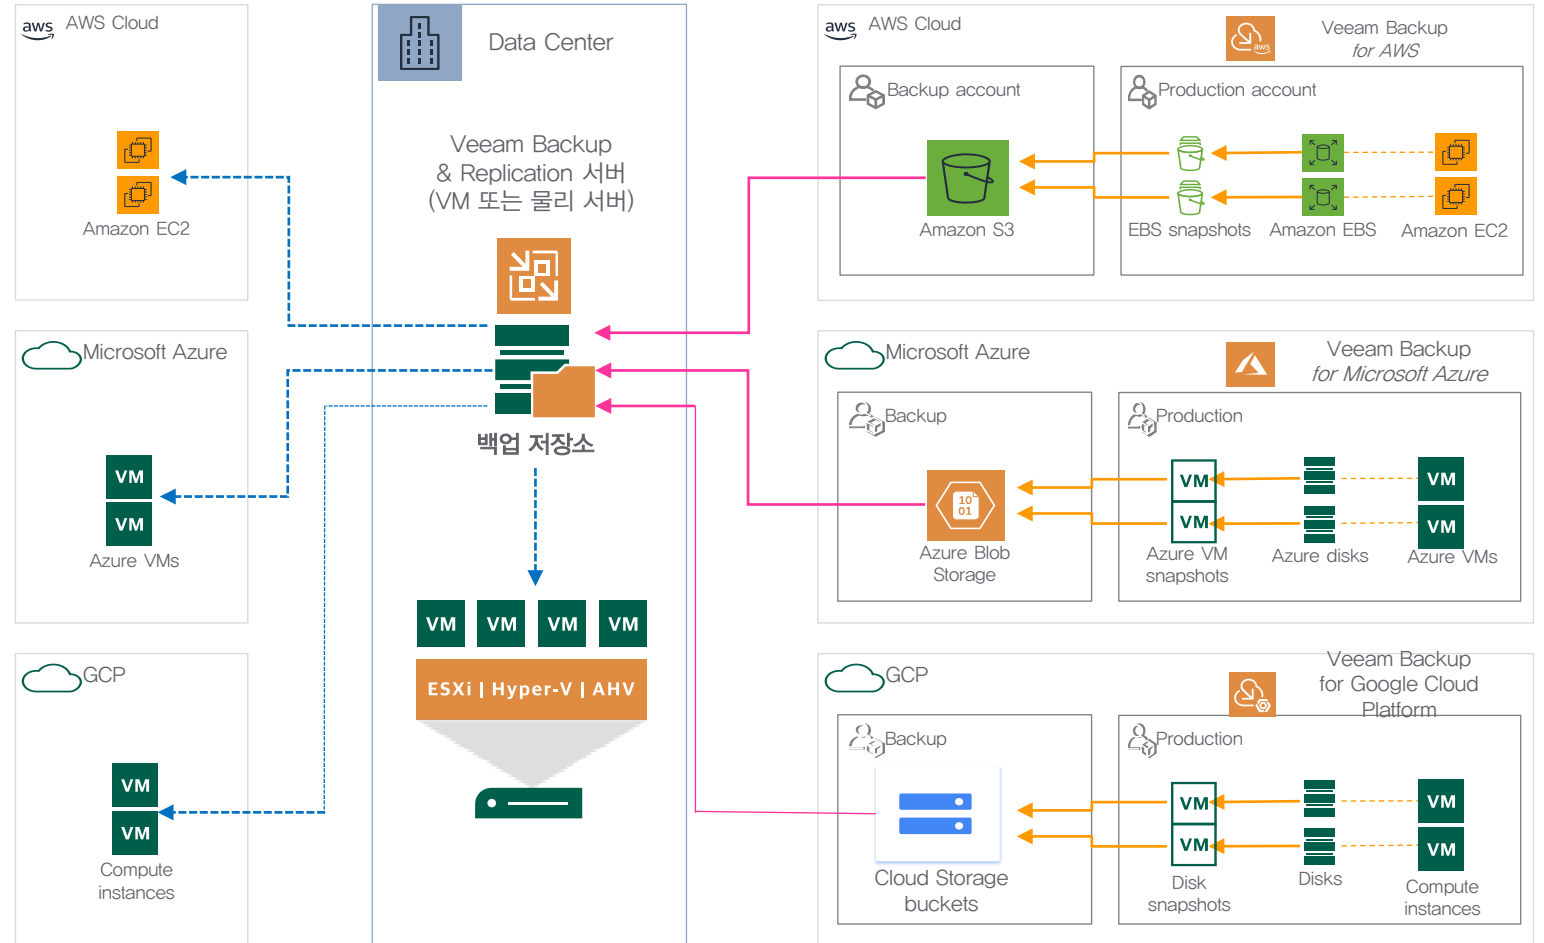 aws
AWS Cloud
Amazon EC2
Microsoft Azure
VM
VM
Azure VMs
GCP
VM
VM
Compute
instances
Data Center
Veeam Backup
& Replication 서버
(VM 또는 물리 서버)
백업 저장소
VM
VM
VM
VM
ESXi | Hyper-V | AHV
aws
AWS Cloud
aws
Veeam Backup
for AWS
Backup account
Amazon S3
Production account
EBS snapshots
Amazon EBS
Amazon EC2
Microsoft Azure
Veeam Backup
for Microsoft Azure
Backup
10
01
Azure Blob
Storage
Production
VM
VM
Azure VM
snapshots
Azure disks
VM
VM
Azure VMs
GCP
Veeam Backup
for Google Cloud
Platform
Backup
Cloud Storage
buckets
Production
VM
VM
Disk
snapshots
Disks
VM
VM
Compute
instances